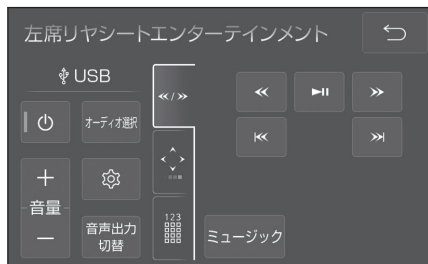 左席リヤシートエンターテインメント
USB
オーディオ選択
+
音量
-
音声出力
切替
123
ミュージック